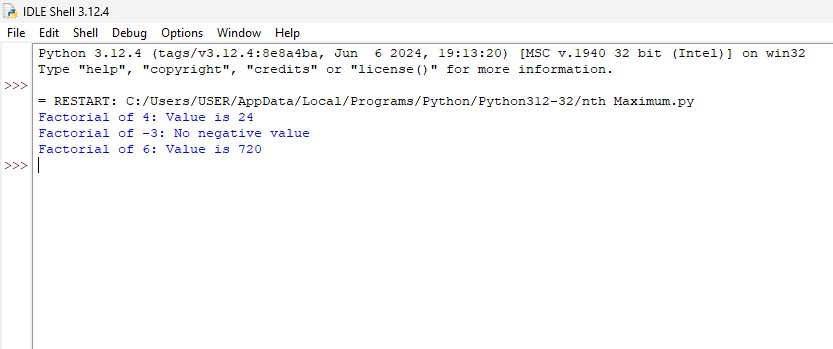 IDLE Shell 3.12.4
File Edit Shell Debug Options Window Help
Python 3.12.4 (tags/v3.12.4:8e8a4ba, Jun  6 2024, 19:13:20) [MSC v.1940 32 bit (Intel)] on win32
Type "help", "copyright", "credits" or "license()" for more information.
>>>
= RESTART: C:/Users/USER/AppData/Local/Programs/Python/Python312-32/nth Maximum.py
Factorial of 4: Value is 24
Factorial of -3: No negative value
Factorial of 6: Value is 720
>>>